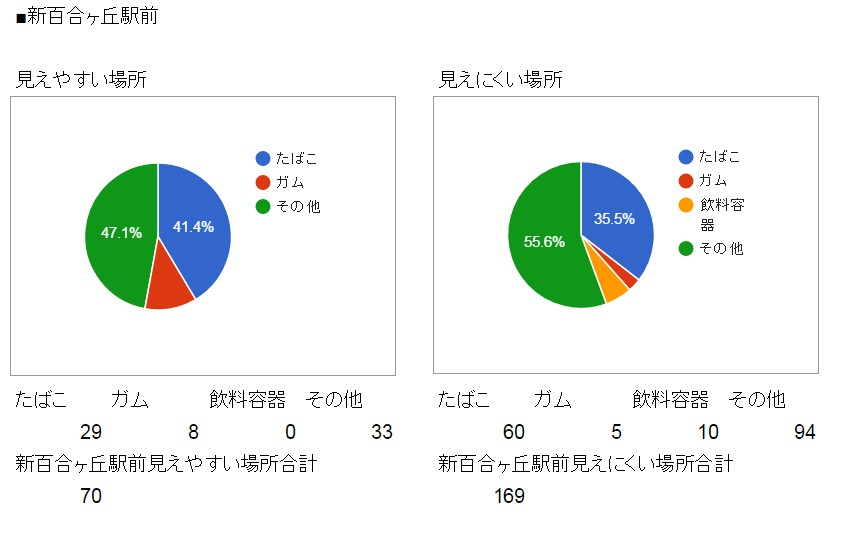 ■新百合ヶ丘駅前
見えやすい場所
たばこ
ガム
その他
41.4%
47.1%
たばこ ガム 飲料容器 その他
29 8 0 33
新百合ヶ丘駅前見えやすい場所合計
70
見えにくい場所
たばこ
ガム
飲料容
器
その他
35.5%
55.6%
たばこ ガム 飲料容器 その他
60 5 10 94
新百合ヶ丘駅前見えにくい場所合計
169